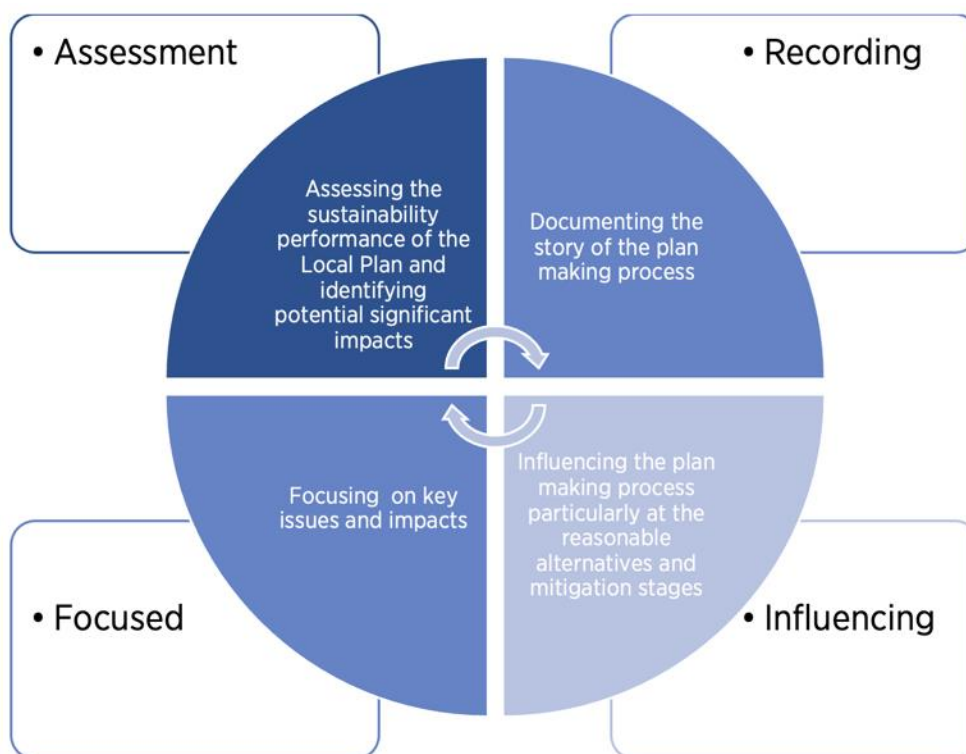 • Assessment
• Recording
Assessing the
sustainability
performance of the
Local Plan and
identifying
potential significant
impacts
Documenting the
story of the plan
making process
Focusing on key
issues and impacts
Influencing the plan
making process
particularly at the
reasonable
alternatives and
mitigation stages
• Focused
• Influencing